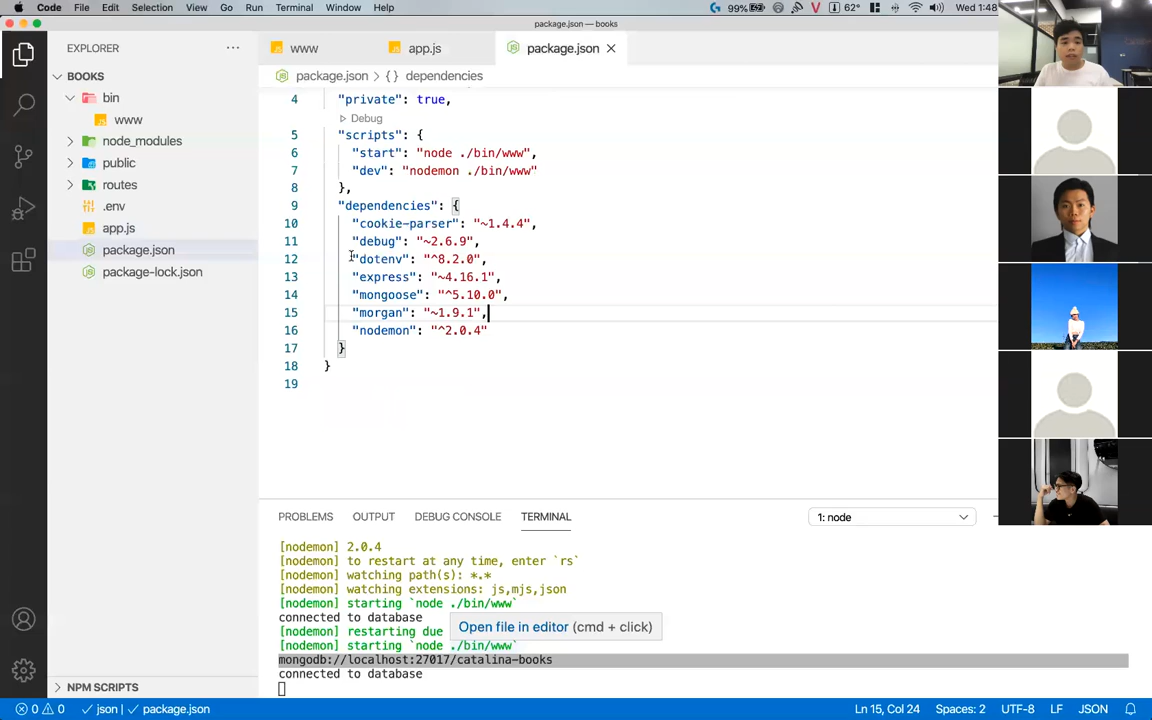 Code File Edit Selection View Go Run Terminal Window Help 99% 62° Wed 1:48
package.json — books
EXPLORER
www app.js package.json
BOOKS
package.json > {} dependencies
bin
www
node_modules
public
routes
.env
app.js
package.json
package-lock.json
4 "private": true,
Debug
5 "scripts": {
6 "start": "node ./bin/www",
7 "dev": "nodemon ./bin/www"
8 },
9 "dependencies": {
10 "cookie-parser": "~1.4.4",
11 "debug": "~2.6.9",
12 "dotenv": "^8.2.0",
13 "express": "~4.16.1",
14 "mongoose": "^5.10.0",
15 "morgan": "~1.9.1",
16 "nodemon": "^2.0.4"
17 }
18 }
19
PROBLEMS OUTPUT DEBUG CONSOLE TERMINAL 1: node
[nodemon] 2.0.4
[nodemon] to restart at any time, enter `rs`
[nodemon] watching path(s): *.*
[nodemon] watching extensions: js,mjs,json
[nodemon] starting `node ./bin/www`
connected to database
Open file in editor (cmd + click)
[nodemon] restarting due
[nodemon] starting `node ./bin/www`
mongodb://localhost:27017/catalina-books
connected to database
NPM SCRIPTS
0 0 json | package.json Ln 15, Col 24 Spaces: 2 UTF-8 LF JSON